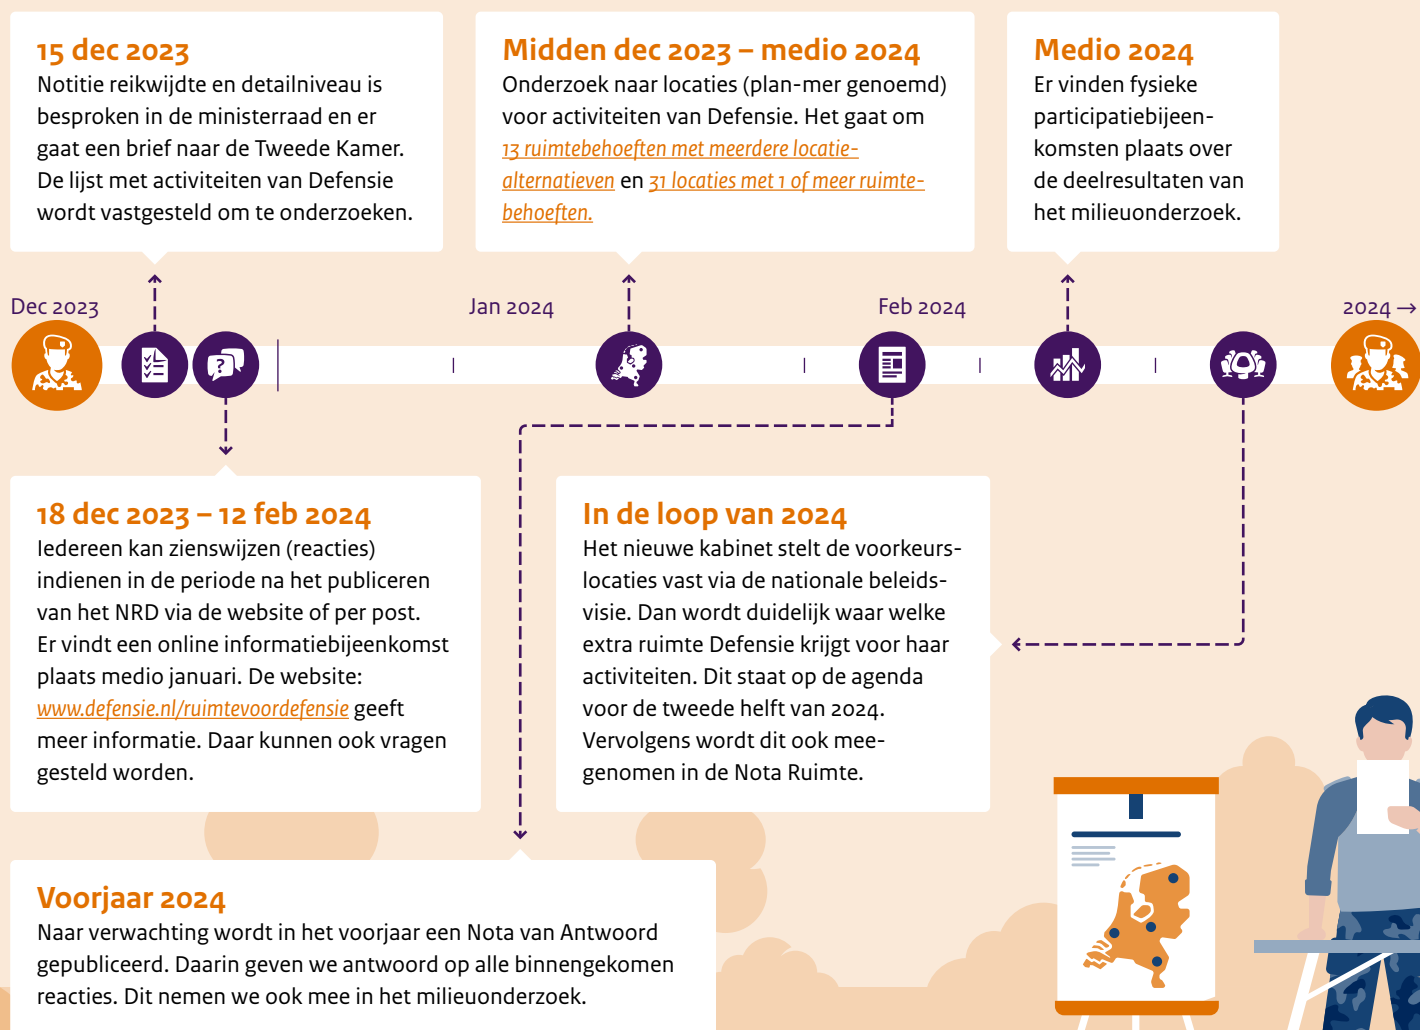 15 dec 2023
Notitie reikwijdte en detailniveau is
besproken in de ministerraad en er
gaat een brief naar de Tweede Kamer.
De lijst met activiteiten van Defensie
wordt vastgesteld om te onderzoeken.
Midden dec 2023 – medio 2024
Onderzoek naar locaties (plan-mer genoemd)
voor activiteiten van Defensie. Het gaat om
13 ruimtebehoeften met meerdere locatie-
alternatieven en 31 locaties met 1 of meer ruimte-
behoeften.
Medio 2024
Er vinden fysieke
participatiebijeen-
komsten plaats over
de deelresultaten van
het milieuonderzoek.
Dec 2023
Jan 2024
Feb 2024
2024 →
?
18 dec 2023 – 12 feb 2024
Iedereen kan zienswijzen (reacties)
indienen in de periode na het publiceren
van het NRD via de website of per post.
Er vindt een online informatiebijeenkomst
plaats medio januari. De website:
www.defensie.nl/ruimtevoordefensie geeft
meer informatie. Daar kunnen ook vragen
gesteld worden.
In de loop van 2024
Het nieuwe kabinet stelt de voorkeurs-
locaties vast via de nationale beleids-
visie. Dan wordt duidelijk waar welke
extra ruimte Defensie krijgt voor haar
activiteiten. Dit staat op de agenda
voor de tweede helft van 2024.
Vervolgens wordt dit ook mee-
genomen in de Nota Ruimte.
Voorjaar 2024
Naar verwachting wordt in het voorjaar een Nota van Antwoord
gepubliceerd. Daarin geven we antwoord op alle binnengekomen
reacties. Dit nemen we ook mee in het milieuonderzoek.